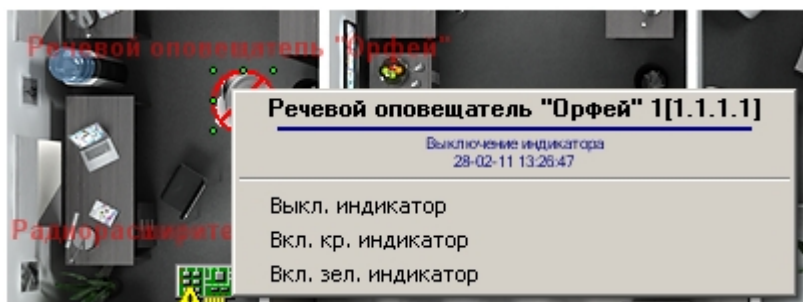 Речевой оповещатель "Орфей"
Речевой оповещатель "Орфей" 1[1.1.1.1]
Выключение индикатора
28-02-11 13:26:47
Выкл. индикатор
Вкл. кр. индикатор
Вкл. зел. индикатор